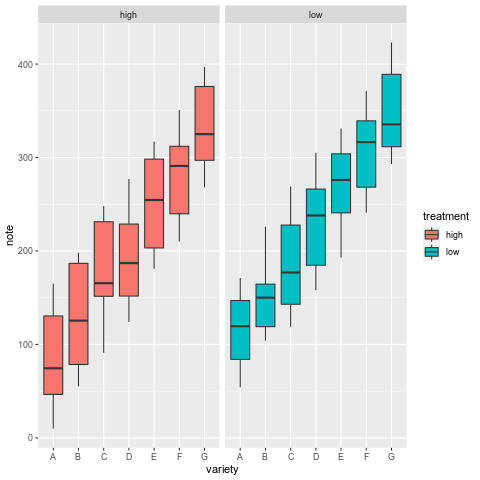 high low
400
300
200
100
0
note
A B C D E F G A B C D E F G
variety
treatment
high
low